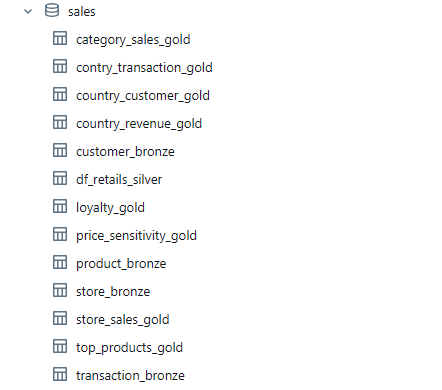 sales
category_sales_gold
contry_transaction_gold
country_customer_gold
country_revenue_gold
customer_bronze
df_retails_silver
loyalty_gold
price_sensitivity_gold
product_bronze
store_bronze
store_sales_gold
top_products_gold
transaction_bronze